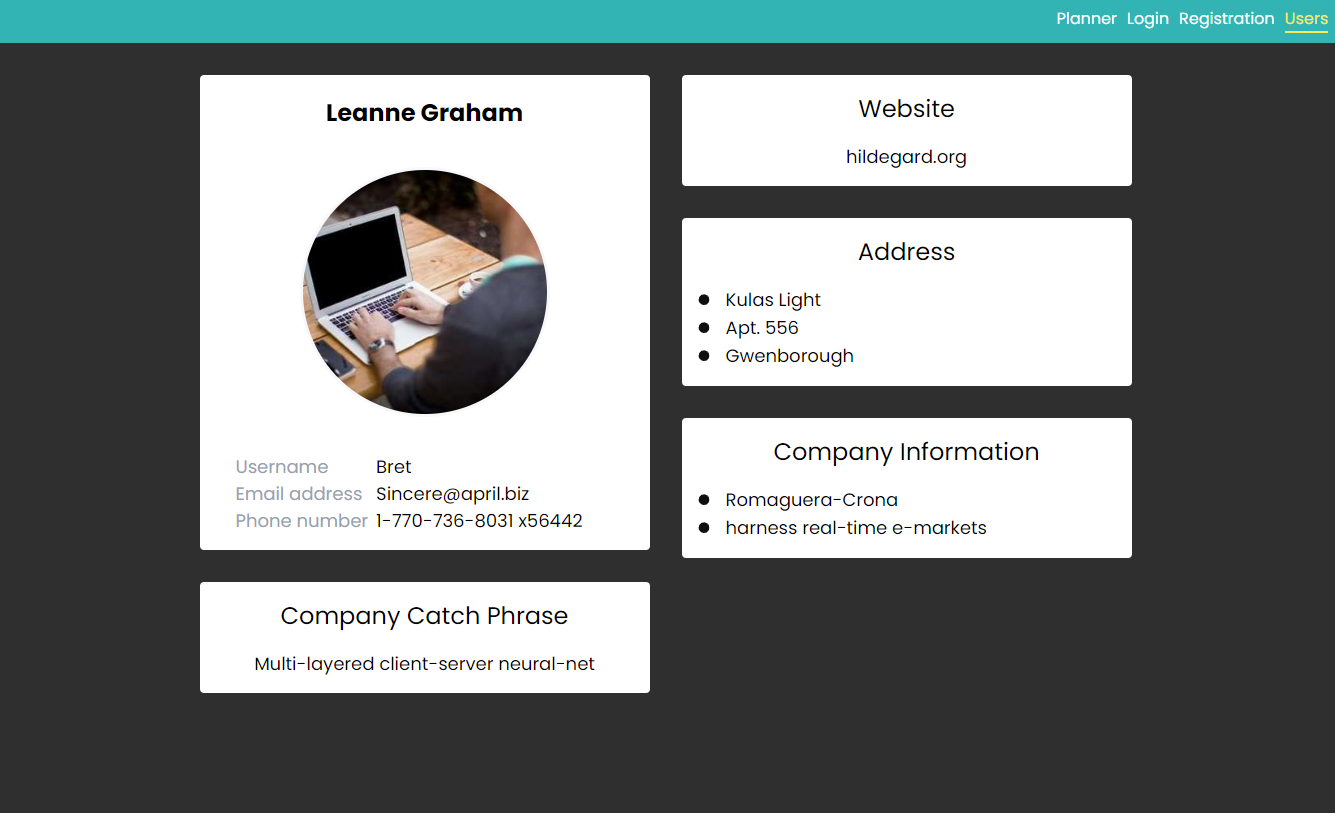 Planner Login Registration Users
Leanne Graham
Username Bret
Email address Sincere@april.biz
Phone number 1-770-736-8031 x56442
Company Catch Phrase
Multi-layered client-server neural-net
Website
hildegard.org
Address
Kulas Light
Apt. 556
Gwenborough
Company Information
Romaguera-Crona
harness real-time e-markets